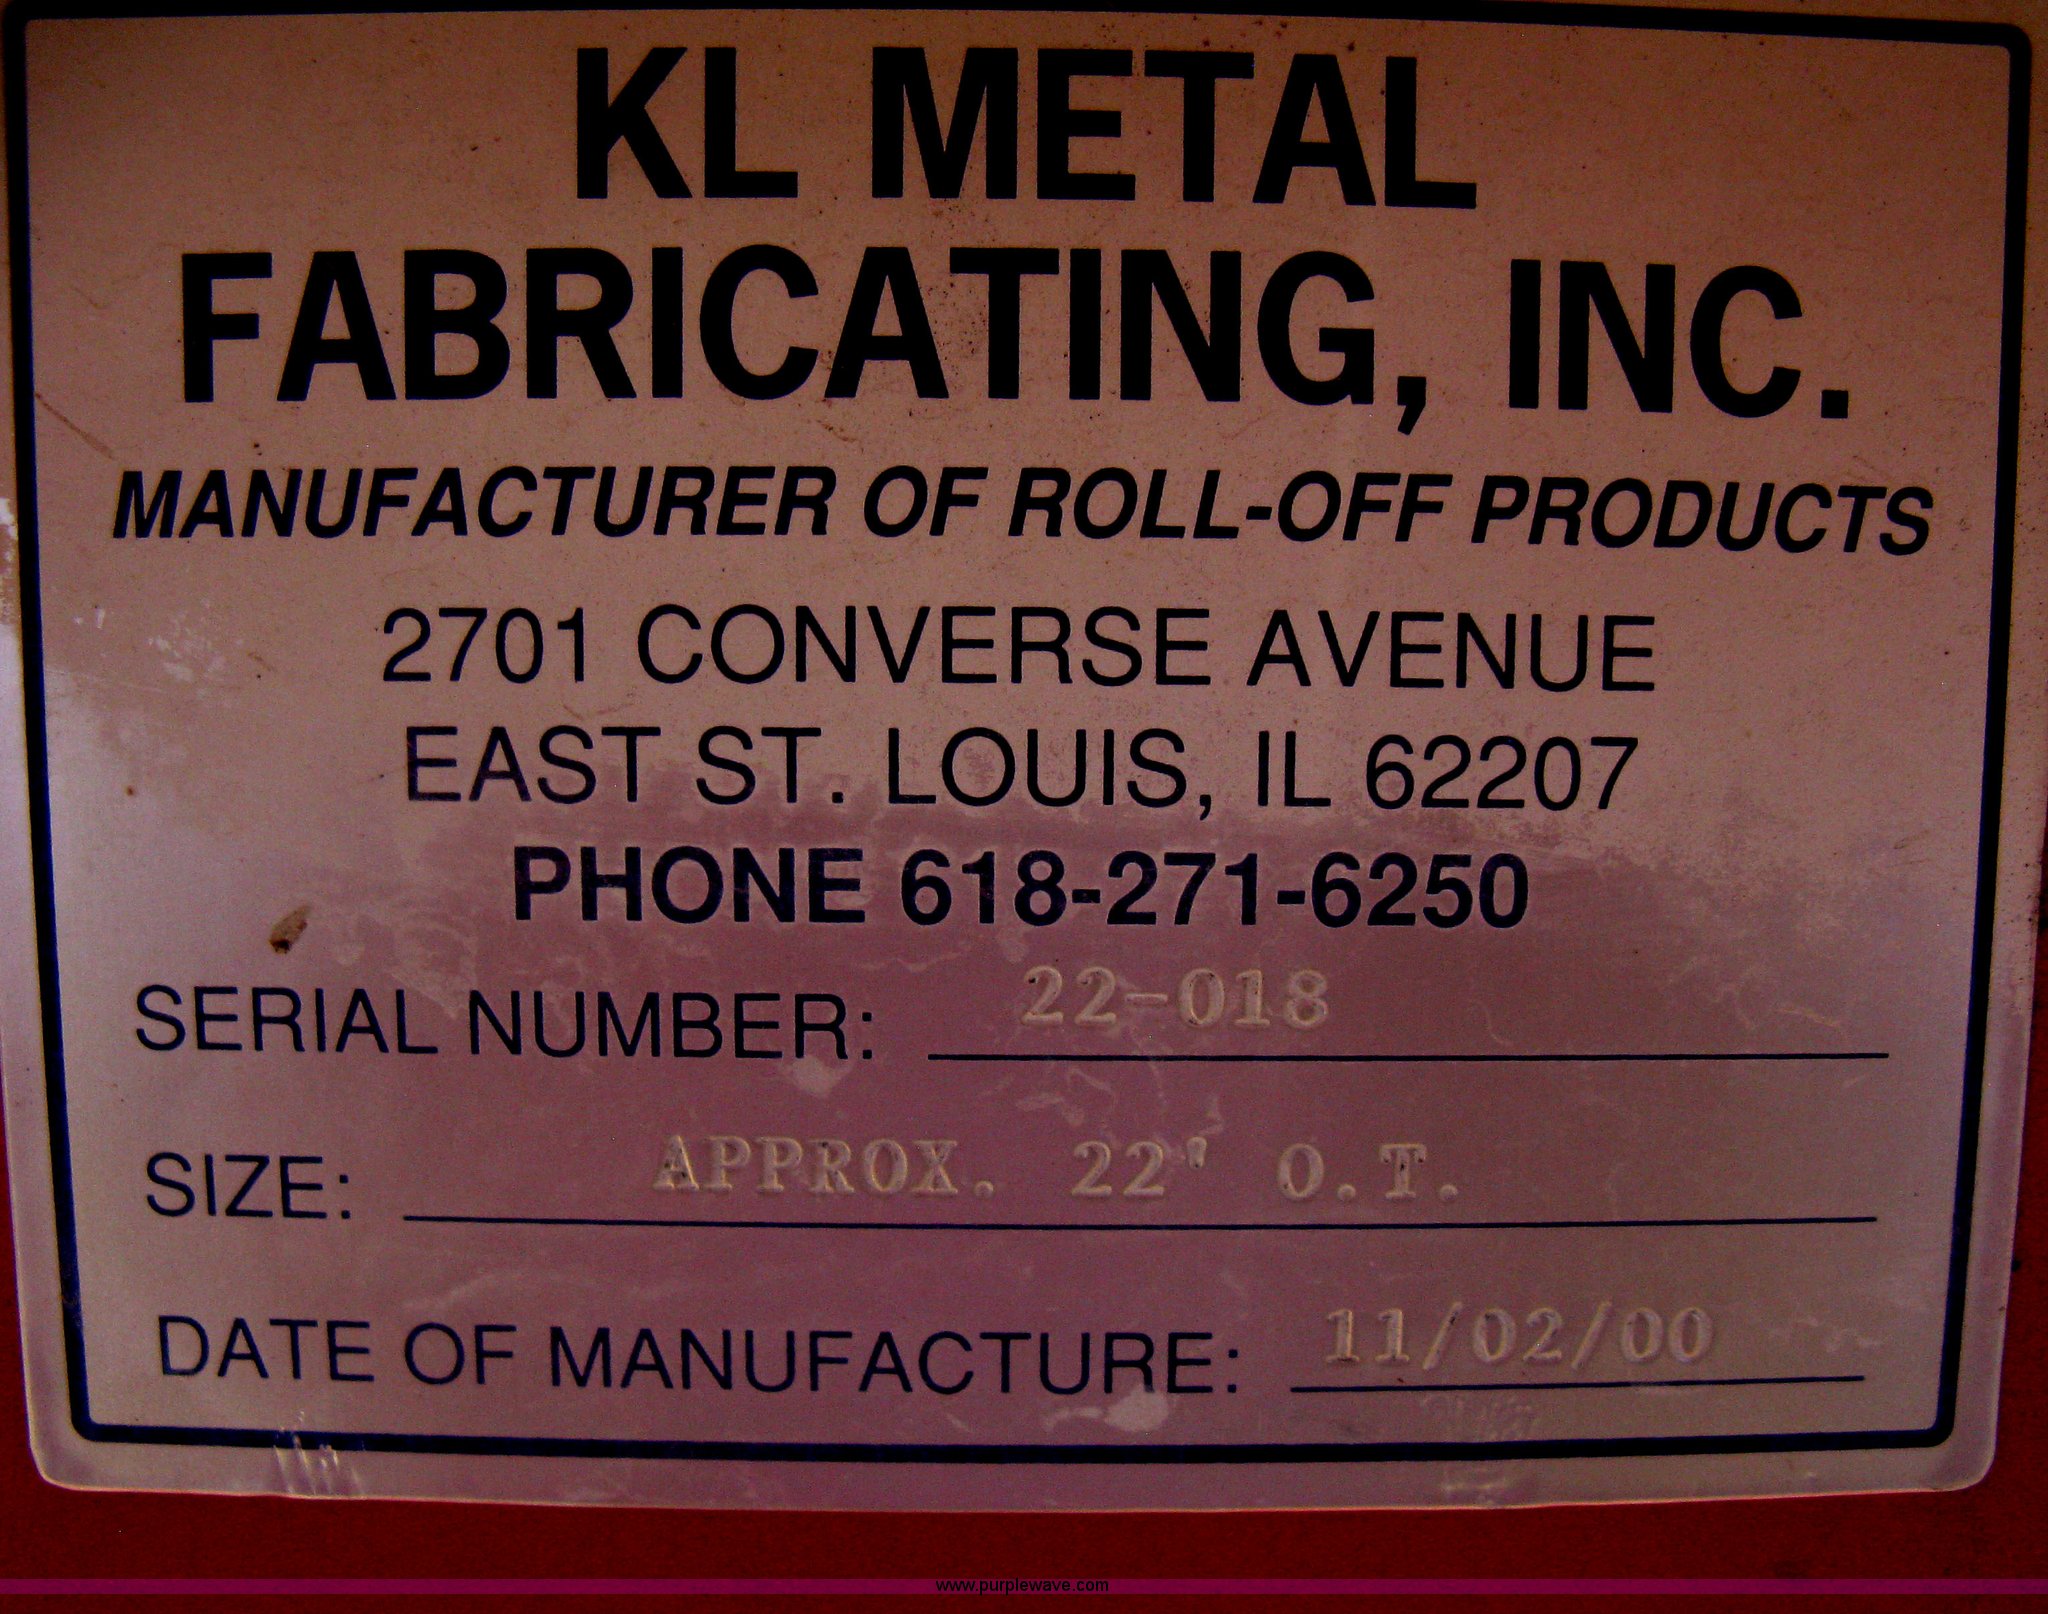 KL METAL
FABRICATING, INC.
MANUFACTURER OF ROLL-OFF PRODUCTS
2701 CONVERSE AVENUE
EAST ST. LOUIS, IL 62207
PHONE 618-271-6250
SERIAL NUMBER: 22-018
SIZE: APPROX. 22' O.T.
DATE OF MANUFACTURE: 11/02/00
www.purplewave.com